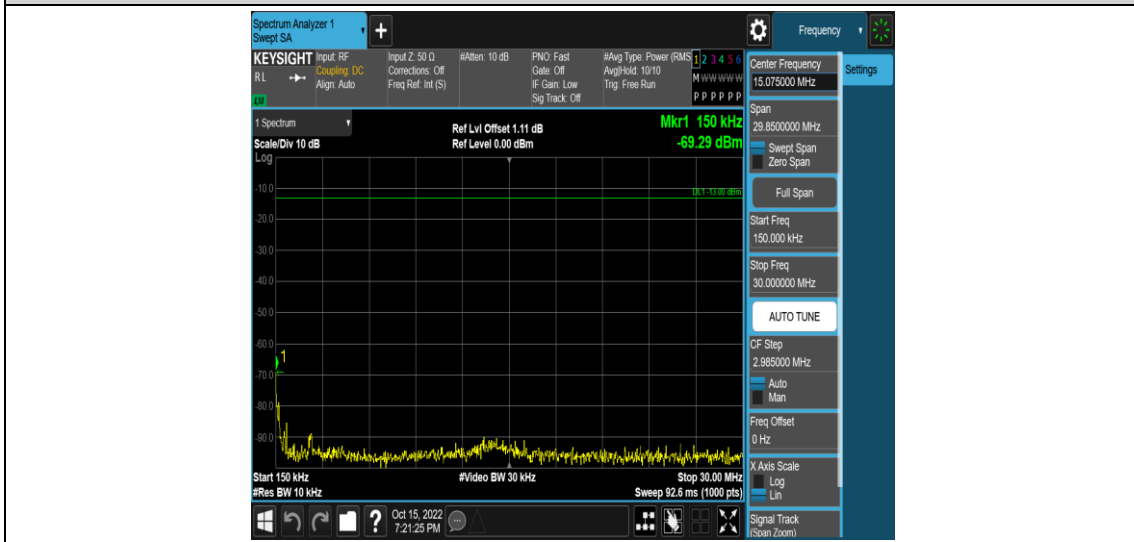 Spectrum Analyzer 1
Swept SA
+
Frequency
KEYSIGHT
RL
LXI
Input: RF
Coupling: DC
Align: Auto
Input Z: 50 Ω
Corrections: Off
Freq Ref: Int (S)
#Atten: 10 dB
PNO: Fast
Gate: Off
IF Gain: Low
Sig Track: Off
#Avg Type: Power (RMS
Avg|Hold: 10/10
Trig: Free Run
1 2 3 4 5 6
M W W W W W
P P P P P P
1 Spectrum
Scale/Div 10 dB
Log
Ref Lvl Offset 1.11 dB
Ref Level 0.00 dBm
Mkr1 150 kHz
-69.29 dBm
DL1 -13.00 dBm
-10.0
-20.0
-30.0
-40.0
-50.0
-60.0
1
-70.0
-80.0
-90.0
Start 150 kHz
#Video BW 30 kHz
Stop 30.00 MHz
#Res BW 10 kHz
Sweep 92.6 ms (1000 pts)
?
Oct 15, 2022
7:21:25 PM
Center Frequency
15.075000 MHz
Settings
Span
29.8500000 MHz
Swept Span
Zero Span
Full Span
Start Freq
150.000 kHz
Stop Freq
30.000000 MHz
AUTO TUNE
CF Step
2.985000 MHz
Auto
Man
Freq Offset
0 Hz
X Axis Scale
Log
Lin
Signal Track
(Span Zoom)